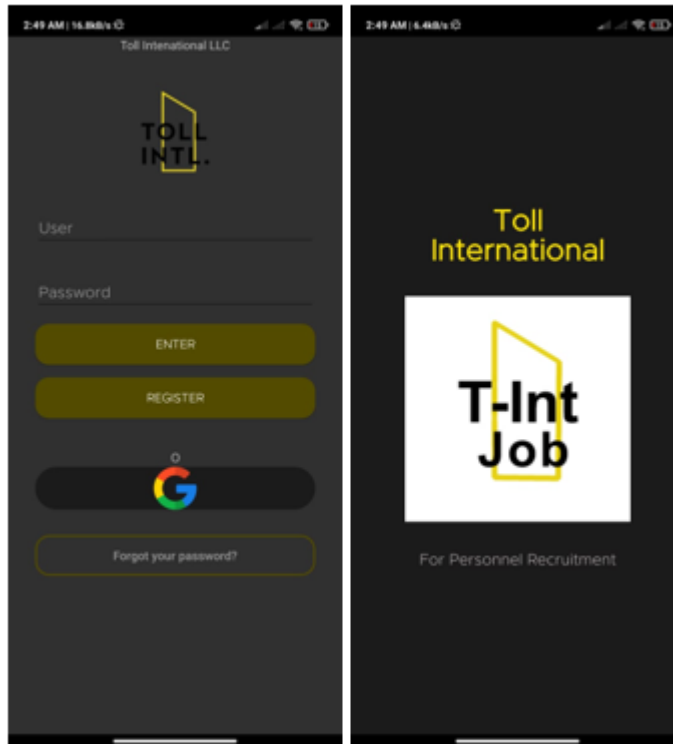 2:49 AM | 16.8kB/s
Toll Intenational LLC
TOLL
INTL.
User
Password
ENTER
REGISTER
O
G
Forgot your password?
2:49 AM | 6.4kB/s
Toll
International
T-Int
Job
For Personnel Recruitment